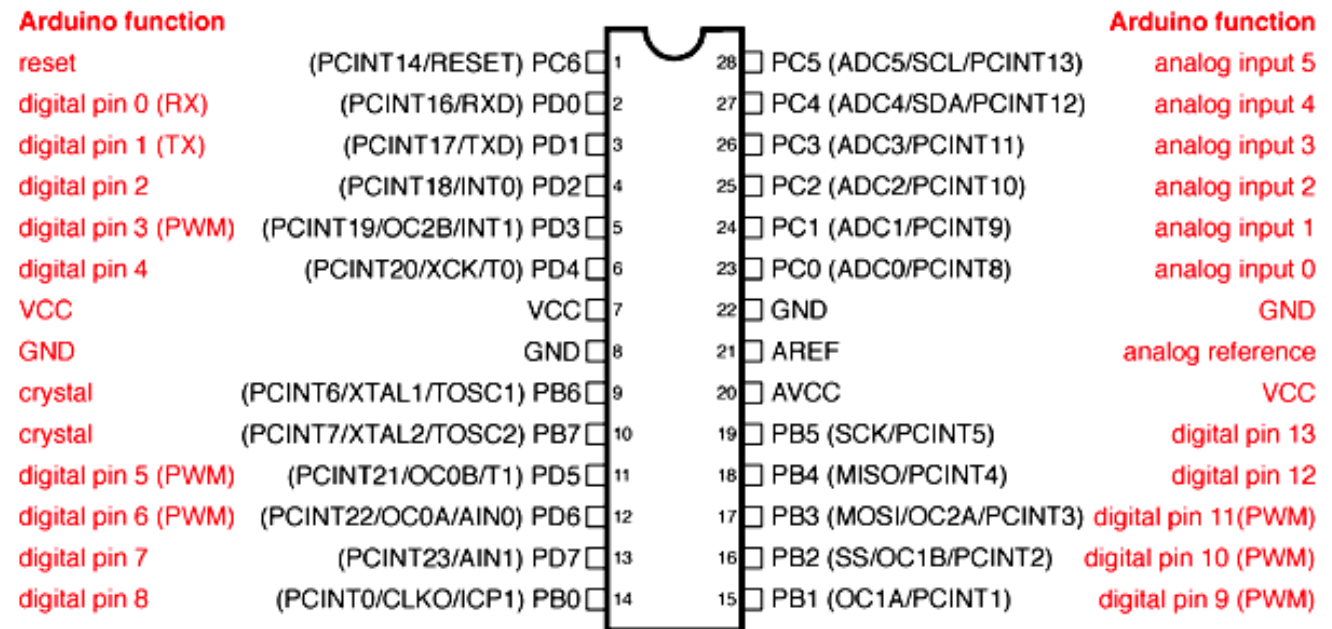 Arduino function Arduino function
reset (PCINT14/RESET) PC6 1 28 PC5 (ADC5/SCL/PCINT13) analog input 5
digital pin 0 (RX) (PCINT16/RXD) PD0 2 27 PC4 (ADC4/SDA/PCINT12) analog input 4
digital pin 1 (TX) (PCINT17/TXD) PD1 3 26 PC3 (ADC3/PCINT11) analog input 3
digital pin 2 (PCINT18/INT0) PD2 4 25 PC2 (ADC2/PCINT10) analog input 2
digital pin 3 (PWM) (PCINT19/OC2B/INT1) PD3 5 24 PC1 (ADC1/PCINT9) analog input 1
digital pin 4 (PCINT20/XCK/T0) PD4 6 23 PC0 (ADC0/PCINT8) analog input 0
VCC VCC 7 22 GND GND
GND GND 8 21 AREF analog reference
crystal (PCINT6/XTAL1/TOSC1) PB6 9 20 AVCC VCC
crystal (PCINT7/XTAL2/TOSC2) PB7 10 19 PB5 (SCK/PCINT5) digital pin 13
digital pin 5 (PWM) (PCINT21/OC0B/T1) PD5 11 18 PB4 (MISO/PCINT4) digital pin 12
digital pin 6 (PWM) (PCINT22/OC0A/AIN0) PD6 12 17 PB3 (MOSI/OC2A/PCINT3) digital pin 11(PWM)
digital pin 7 (PCINT23/AIN1) PD7 13 16 PB2 (SS/OC1B/PCINT2) digital pin 10 (PWM)
digital pin 8 (PCINT0/CLKO/ICP1) PB0 14 15 PB1 (OC1A/PCINT1) digital pin 9 (PWM)